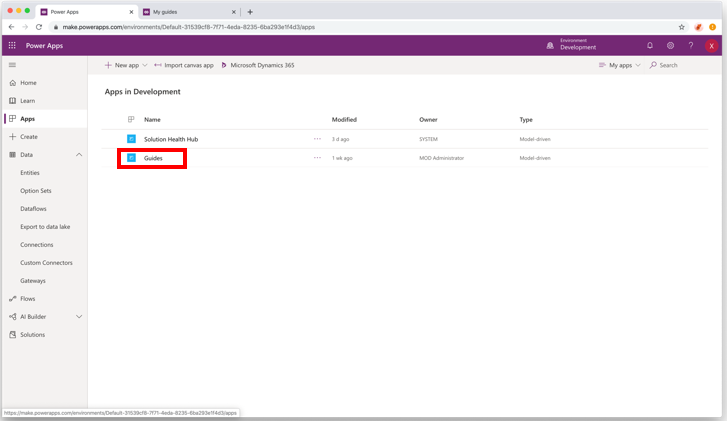 Power Apps
My guides
make.powerapps.com/environments/Default-31539cf8-7f71-4eda-8235-6ba293e1f4d3/apps
Power Apps
Environment
Development
?
X
New app
Import canvas app
Microsoft Dynamics 365
My apps
Search
Home
Learn
Apps
Create
Data
Entities
Option Sets
Dataflows
Export to data lake
Connections
Custom Connectors
Gateways
Flows
AI Builder
Solutions
Apps in Development
Name Modified Owner Type
Solution Health Hub ··· 3 d ago SYSTEM Model-driven
Guides ··· 1 wk ago MOD Administrator Model-driven
https://make.powerapps.com/environments/Default-31539cf8-7f71-4eda-8235-6ba293e1f4d3/apps